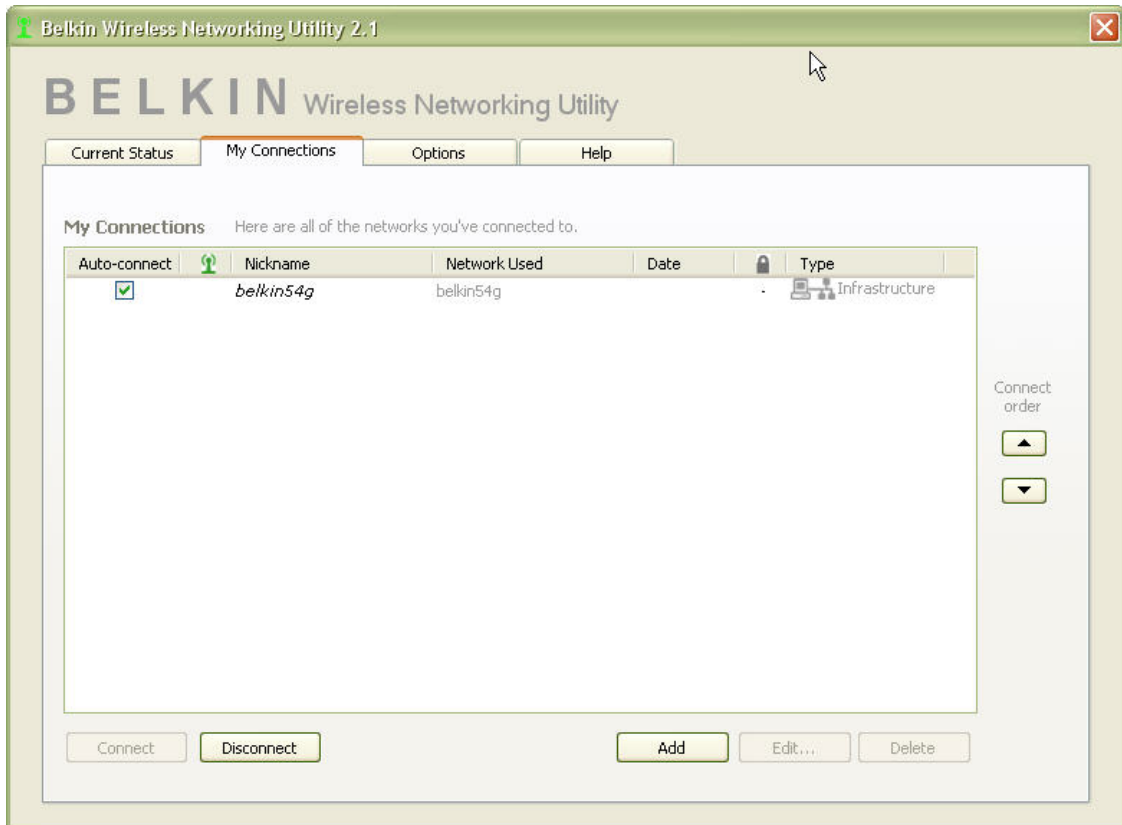 Belkin Wireless Networking Utility 2.1
BELKIN Wireless Networking Utility
Current Status My Connections Options Help
My Connections Here are all of the networks you've connected to.
Auto-connect Nickname Network Used Date Type
belkin54g belkin54g - Infrastructure
Connect
order
Connect Disconnect Add Edit... Delete